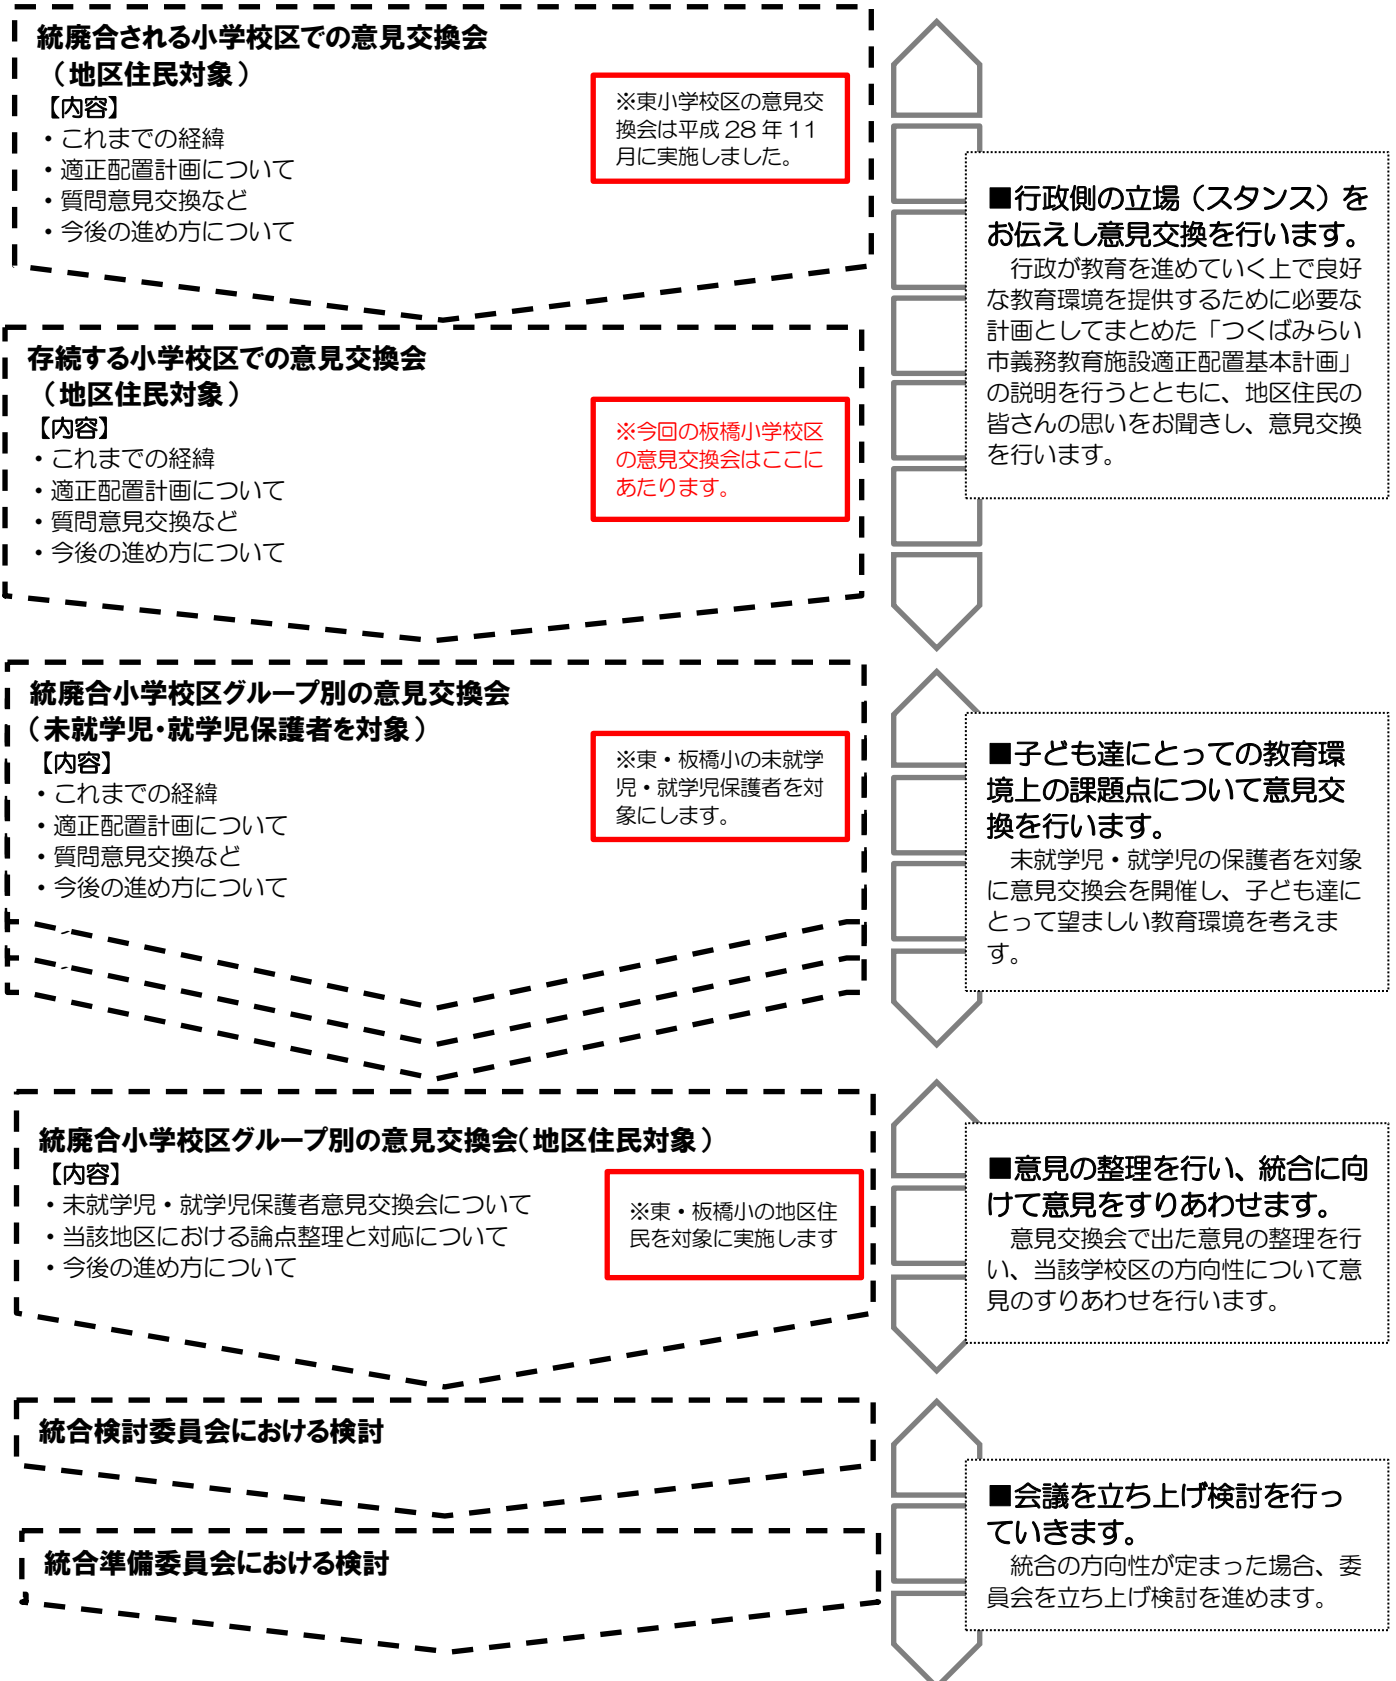 統廃合される小学校区での意見交換会
（地区住民対象）
【内容】
・これまでの経緯
・適正配置計画について
・質問意見交換など
・今後の進め方について
※東小学校区の意見交
換会は平成 28 年 11
月に実施しました。
■行政側の立場（スタンス）を
お伝えし意見交換を行います。
行政が教育を進めていく上で良好
な教育環境を提供するために必要な
計画としてまとめた「つくばみらい
市義務教育施設適正配置基本計画」
の説明を行うとともに、地区住民の
皆さんの思いをお聞きし、意見交換
を行います。
存続する小学校区での意見交換会
（地区住民対象）
【内容】
・これまでの経緯
・適正配置計画について
・質問意見交換など
・今後の進め方について
※今回の板橋小学校区
の意見交換会はここに
あたります。
統廃合小学校区グループ別の意見交換会
（未就学児・就学児保護者を対象）
【内容】
・これまでの経緯
・適正配置計画について
・質問意見交換など
・今後の進め方について
※東・板橋小の未就学
児・就学児保護者を対
象にします。
■子ども達にとっての教育環
境上の課題点について意見交
換を行います。
未就学児・就学児の保護者を対象
に意見交換会を開催し、子ども達に
とって望ましい教育環境を考えま
す。
統廃合小学校区グループ別の意見交換会（地区住民対象）
【内容】
・未就学児・就学児保護者意見交換会について
・当該地区における論点整理と対応について
・今後の進め方について
※東・板橋小の地区住
民を対象に実施します
■意見の整理を行い、統合に向
けて意見をすりあわせます。
意見交換会で出た意見の整理を行
い、当該学校区の方向性について意
見のすりあわせを行います。
統合検討委員会における検討
統合準備委員会における検討
■会議を立ち上げ検討を行っ
ていきます。
統合の方向性が定まった場合、委
員会を立ち上げ検討を進めます。